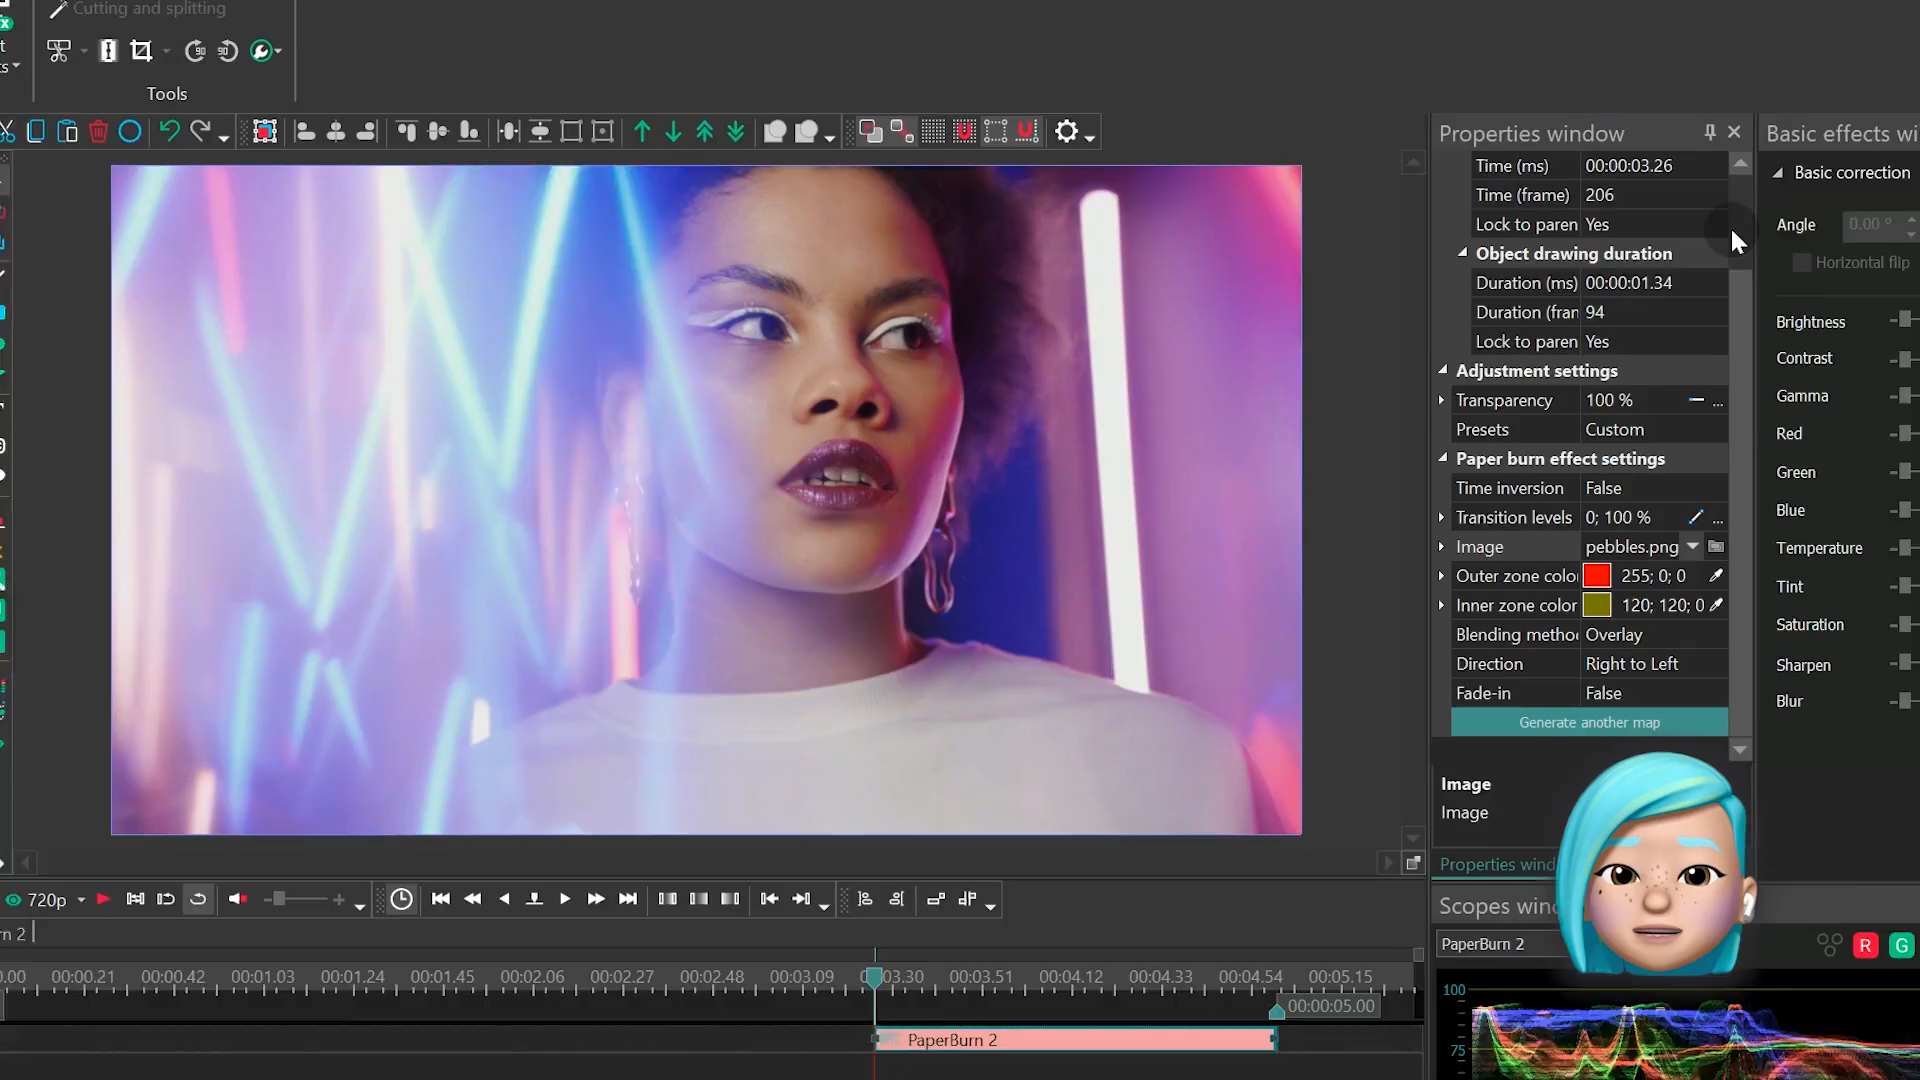 Cutting and splitting
Tools
Properties window
Basic effects wi
Time (ms) 00:00:03.26
Time (frame) 206
Lock to paren Yes
Object drawing duration
Duration (ms) 00:00:01.34
Duration (fran 94
Lock to paren Yes
Adjustment settings
Transparency 100 % ...
Presets Custom
Paper burn effect settings
Time inversion False
Transition levels 0; 100 % ...
Image pebbles.png
Outer zone colo 255; 0; 0
Inner zone color 120; 120; 0
Blending metho Overlay
Direction Right to Left
Fade-in False
Generate another map
Image
Image
Properties wind
Basic correction
Angle 0.00 °
Horizontal flip
Brightness
Contrast
Gamma
Red
Green
Blue
Temperature
Tint
Saturation
Sharpen
Blur
720p
rn 2
0.00 00:00:21 00:00.42 00:01.03 00:01.24 00:01.45 00:02.06 00:02.27 00:02.48 00:03.09 03.30 00:03.51 00:04.12 00:04.33 00:04.54 00:05.15
00:00:05.00
PaperBurn 2
Scopes win
PaperBurn 2
R G
100
75